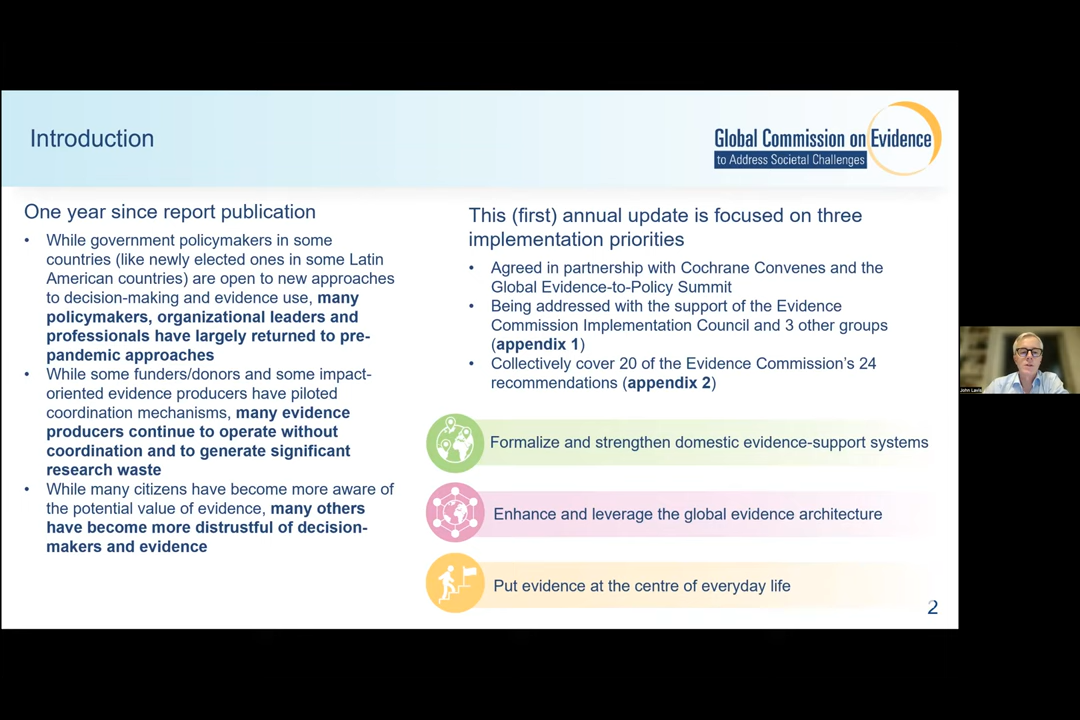 Introduction
Global Commission on Evidence
to Address Societal Challenges
One year since report publication
• While government policymakers in some
countries (like newly elected ones in some Latin
American countries) are open to new approaches
to decision-making and evidence use, many
policymakers, organizational leaders and
professionals have largely returned to pre-
pandemic approaches
• While some funders/donors and some impact-
oriented evidence producers have piloted
coordination mechanisms, many evidence
producers continue to operate without
coordination and to generate significant
research waste
• While many citizens have become more aware of
the potential value of evidence, many others
have become more distrustful of decision-
makers and evidence
This (first) annual update is focused on three
implementation priorities
• Agreed in partnership with Cochrane Convenes and the
Global Evidence-to-Policy Summit
• Being addressed with the support of the Evidence
Commission Implementation Council and 3 other groups
(appendix 1)
• Collectively cover 20 of the Evidence Commission’s 24
recommendations (appendix 2)
Formalize and strengthen domestic evidence-support systems
Enhance and leverage the global evidence architecture
Put evidence at the centre of everyday life
2
John Lavis